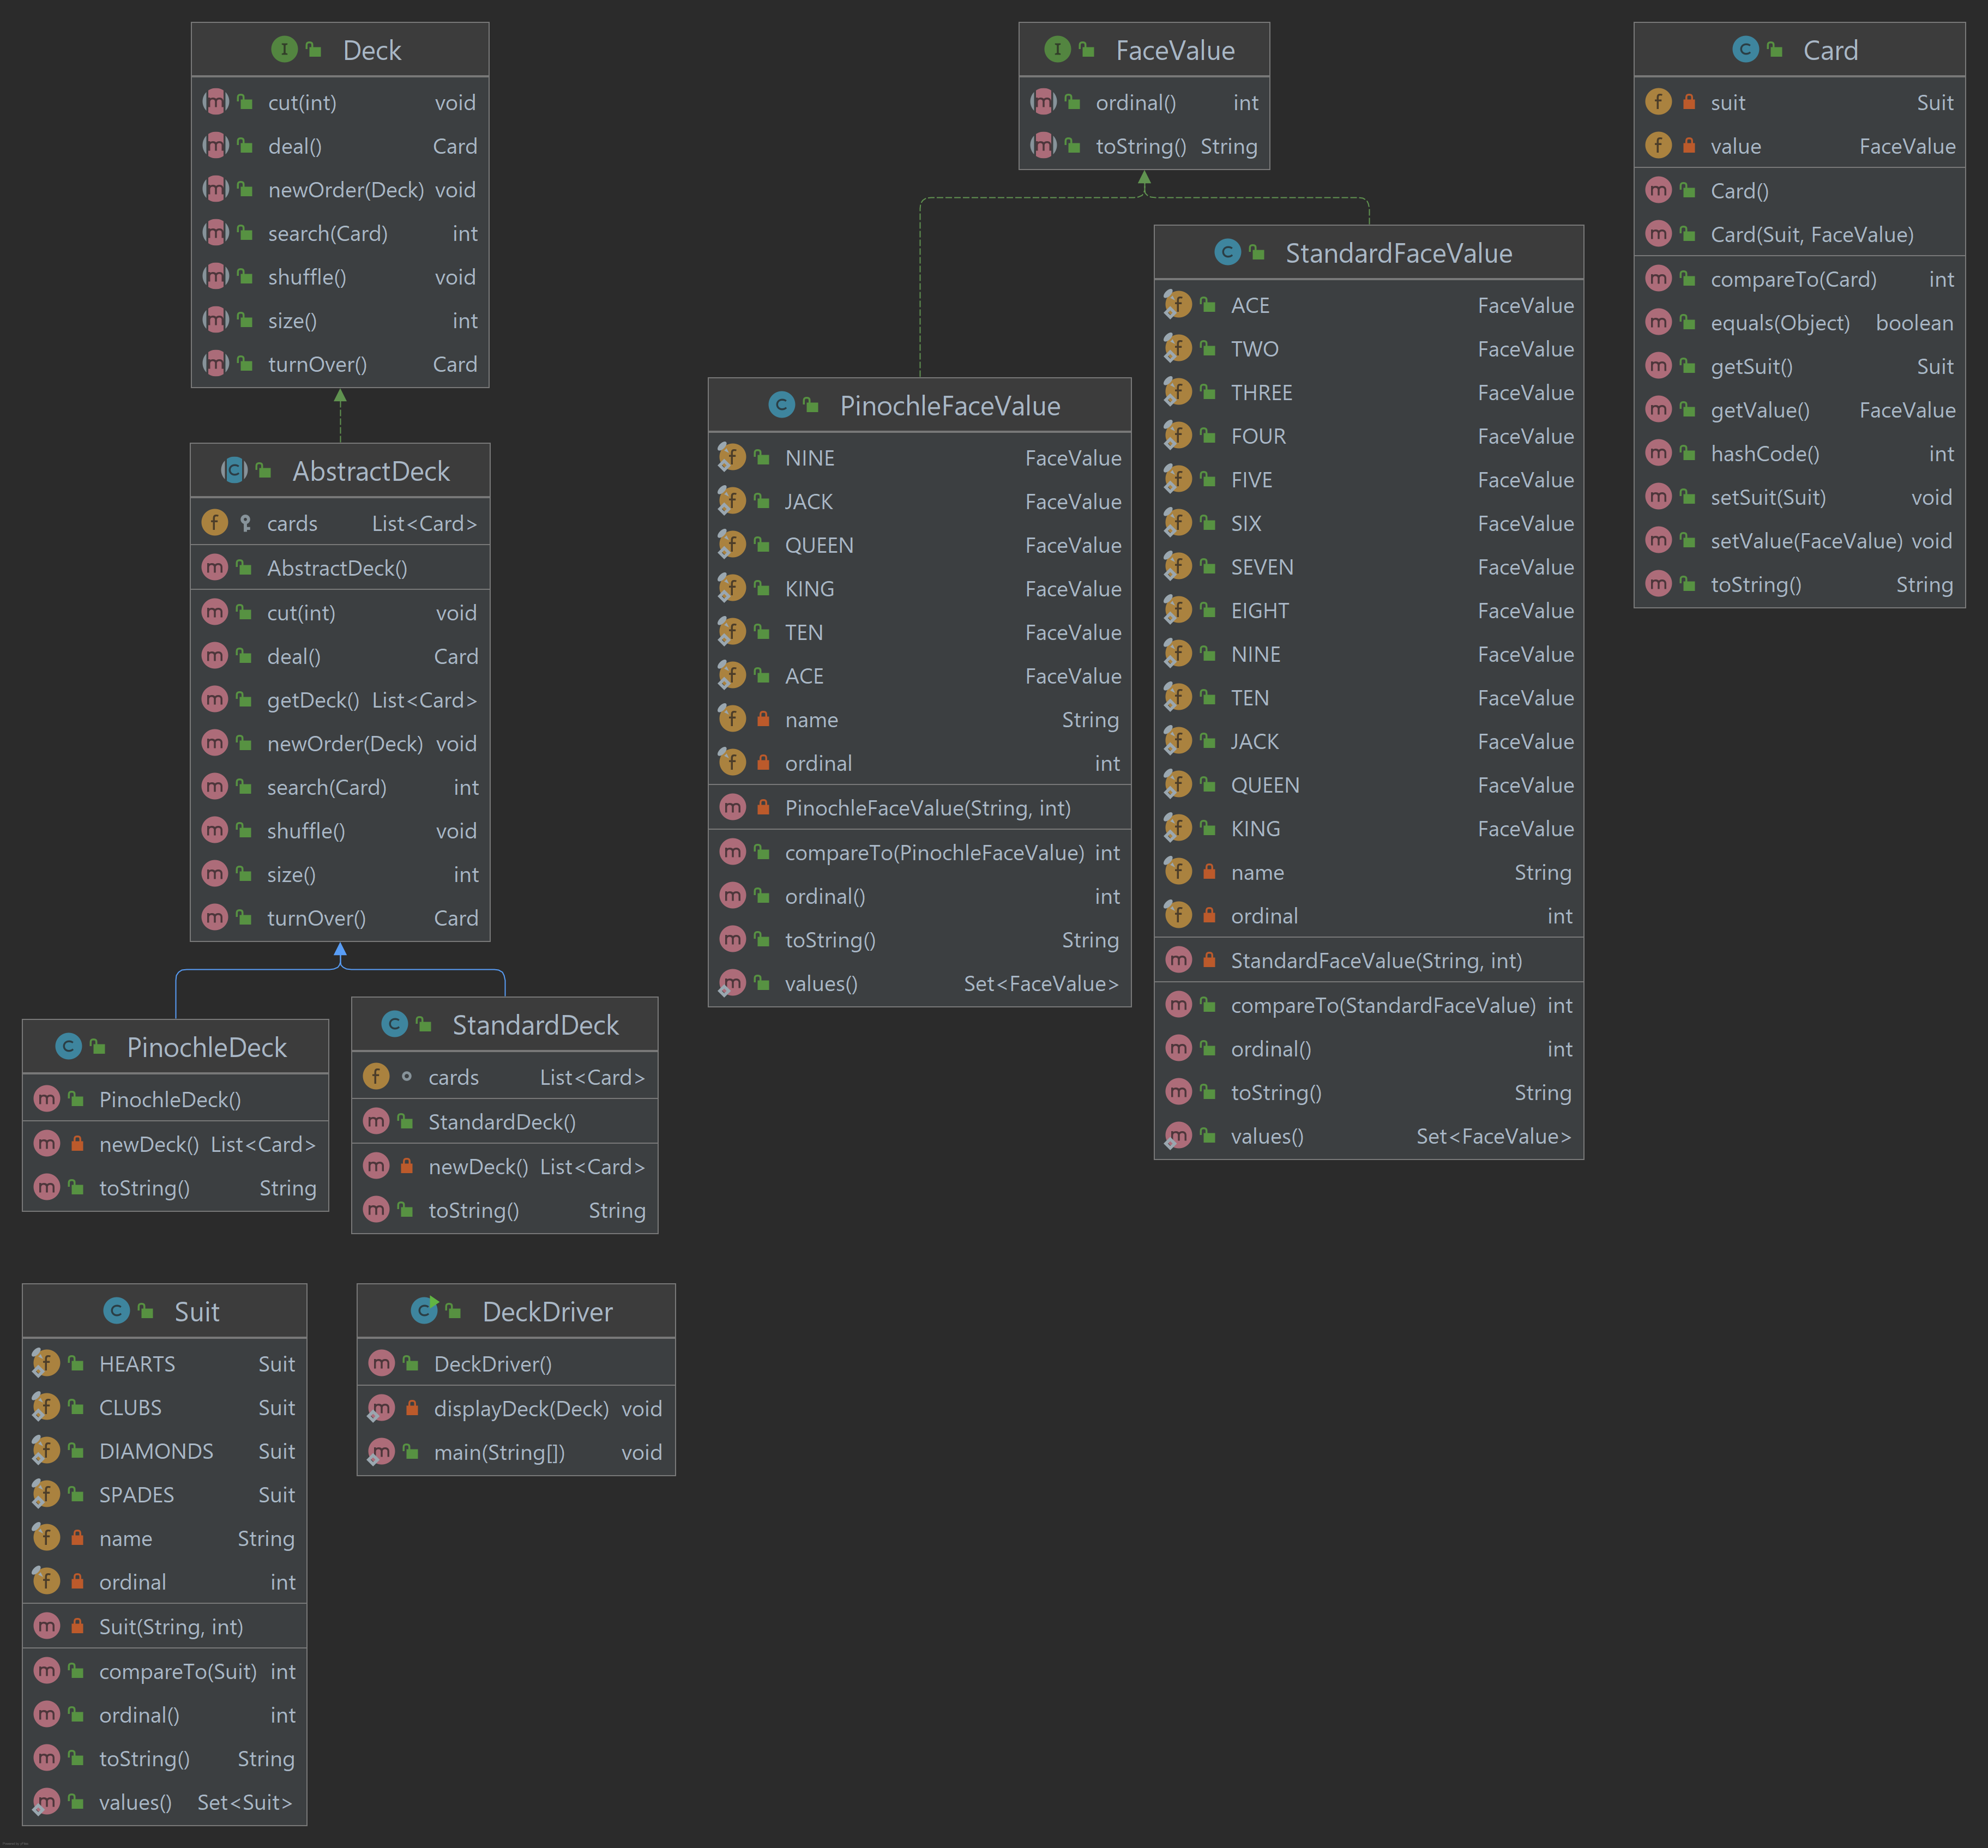 Deck
cut(int) void
deal() Card
newOrder(Deck) void
search(Card) int
shuffle() void
size() int
turnOver() Card
AbstractDeck
cards List<Card>
AbstractDeck()
cut(int) void
deal() Card
getDeck() List<Card>
newOrder(Deck) void
search(Card) int
shuffle() void
size() int
turnOver() Card
PinochleDeck
PinochleDeck()
newDeck() List<Card>
toString() String
StandardDeck
cards List<Card>
StandardDeck()
newDeck() List<Card>
toString() String
FaceValue
ordinal() int
toString() String
PinochleFaceValue
NINE FaceValue
JACK FaceValue
QUEEN FaceValue
KING FaceValue
TEN FaceValue
ACE FaceValue
name String
ordinal int
PinochleFaceValue(String, int)
compareTo(PinochleFaceValue) int
ordinal() int
toString() String
values() Set<FaceValue>
StandardFaceValue
ACE FaceValue
TWO FaceValue
THREE FaceValue
FOUR FaceValue
FIVE FaceValue
SIX FaceValue
SEVEN FaceValue
EIGHT FaceValue
NINE FaceValue
TEN FaceValue
JACK FaceValue
QUEEN FaceValue
KING FaceValue
name String
ordinal int
StandardFaceValue(String, int)
compareTo(StandardFaceValue) int
ordinal() int
toString() String
values() Set<FaceValue>
Card
suit Suit
value FaceValue
Card()
Card(Suit, FaceValue)
compareTo(Card) int
equals(Object) boolean
getSuit() Suit
getValue() FaceValue
hashCode() int
setSuit(Suit) void
setValue(FaceValue) void
toString() String
Suit
HEARTS Suit
CLUBS Suit
DIAMONDS Suit
SPADES Suit
name String
ordinal int
Suit(String, int)
compareTo(Suit) int
ordinal() int
toString() String
values() Set<Suit>
DeckDriver
DeckDriver()
displayDeck(Deck) void
main(String[]) void